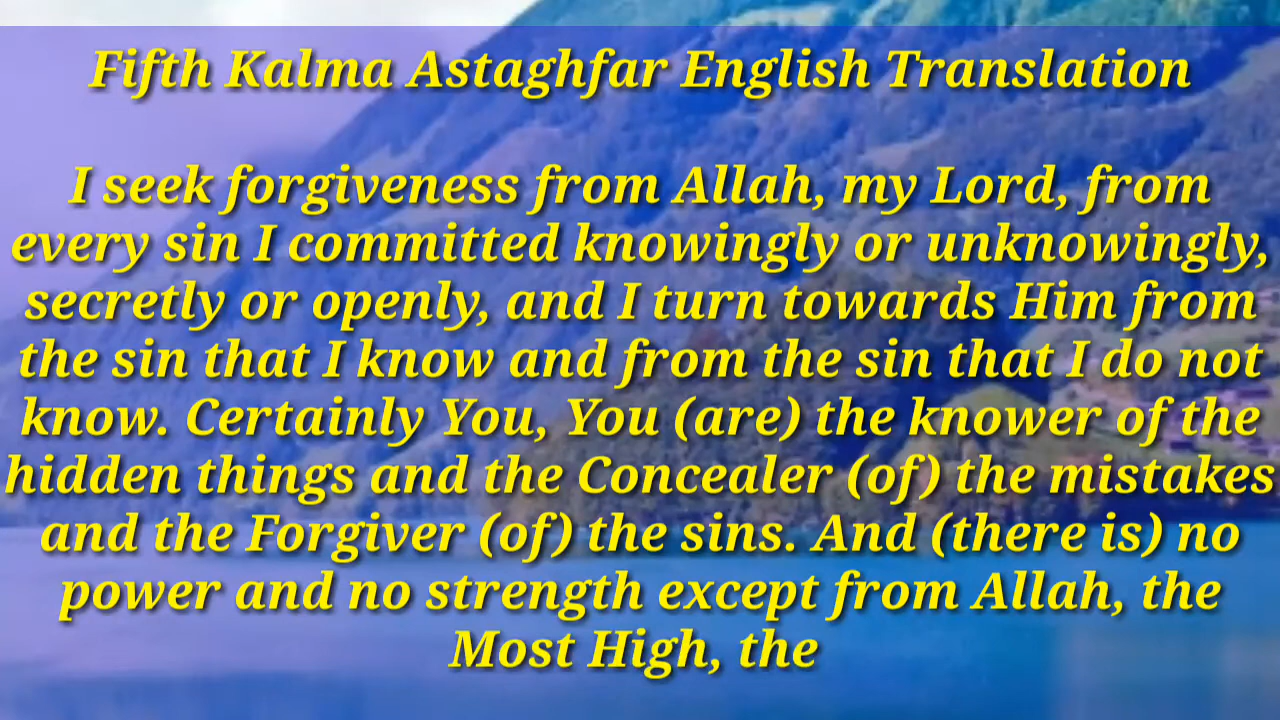 Fifth Kalma Astaghfar English Translation
I seek forgiveness from Allah, my Lord, from
every sin I committed knowingly or unknowingly,
secretly or openly, and I turn towards Him from
the sin that I know and from the sin that I do not
know. Certainly You, You (are) the knower of the
hidden things and the Concealer (of) the mistakes
and the Forgiver (of) the sins. And (there is) no
power and no strength except from Allah, the
Most High, the